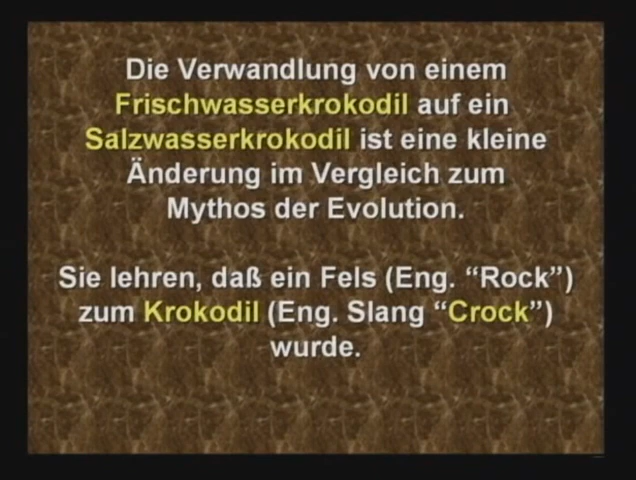 Die Verwandlung von einem
Frischwasserkrokodil auf ein
Salzwasserkrokodil ist eine kleine
Änderung im Vergleich zum
Mythos der Evolution.
Sie lehren, daß ein Fels (Eng. “Rock”)
zum Krokodil (Eng. Slang “Crock”)
wurde.